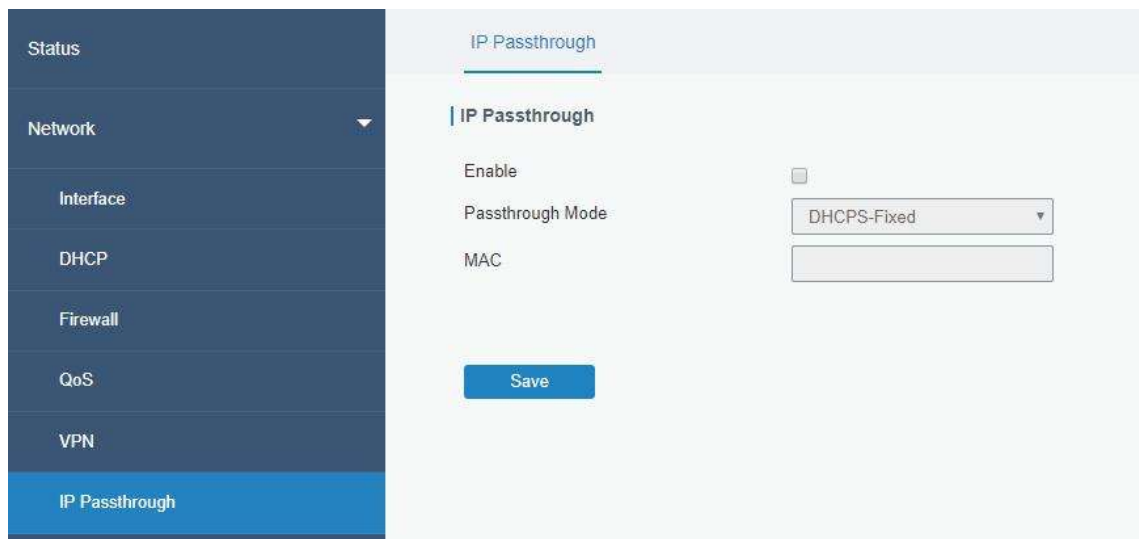 Status
Network
Interface
DHCP
Firewall
QoS
VPN
IP Passthrough
IP Passthrough
IP Passthrough
Enable
Passthrough Mode
DHCPS-Fixed
MAC
Save